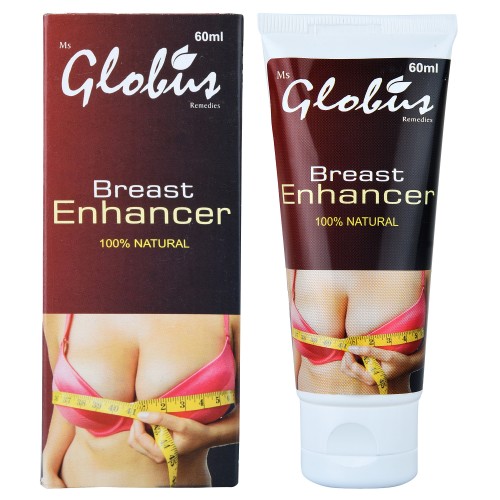 60ml
Ms
Globus
Remedies
Breast
Enhancer
100% NATURAL
60ml
Ms
Globus
Remedies
Breast
Enhancer
100% NATURAL